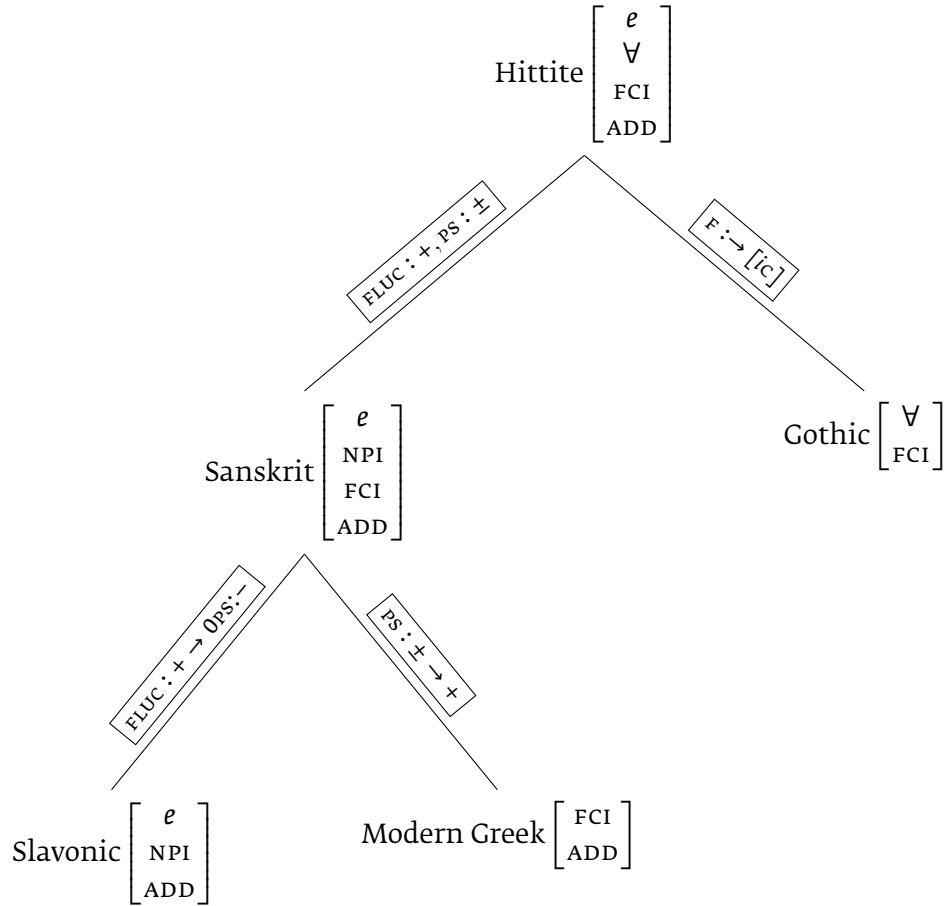 Hittite
e
∀
FCI
ADD
FLUC : +, PS : ±
F :→ [iC]
Sanskrit
e
NPI
FCI
ADD
Gothic
∀
FCI
FLUC : + → 0PS:−
PS : ± → +
Slavonic
e
NPI
ADD
Modern Greek
FCI
ADD